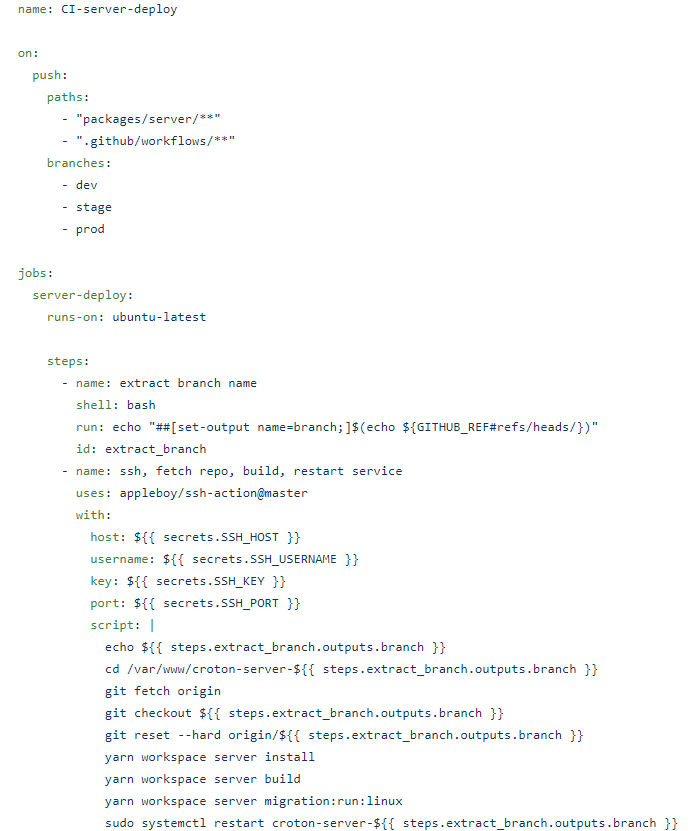 name: CI-server-deploy

on:
  push:
    paths:
      - "packages/server/**"
      - ".github/workflows/**"
    branches:
      - dev
      - stage
      - prod

jobs:
  server-deploy:
    runs-on: ubuntu-latest

    steps:
      - name: extract branch name
        shell: bash
        run: echo "##[set-output name=branch;]$(echo ${GITHUB_REF#refs/heads/})"
        id: extract_branch
      - name: ssh, fetch repo, build, restart service
        uses: appleboy/ssh-action@master
        with:
          host: ${{ secrets.SSH_HOST }}
          username: ${{ secrets.SSH_USERNAME }}
          key: ${{ secrets.SSH_KEY }}
          port: ${{ secrets.SSH_PORT }}
          script: |
            echo ${{ steps.extract_branch.outputs.branch }}
            cd /var/www/croton-server-${{ steps.extract_branch.outputs.branch }}
            git fetch origin
            git checkout ${{ steps.extract_branch.outputs.branch }}
            git reset --hard origin/${{ steps.extract_branch.outputs.branch }}
            yarn workspace server install
            yarn workspace server build
            yarn workspace server migration:run:linux
            sudo systemctl restart croton-server-${{ steps.extract_branch.outputs.branch }}